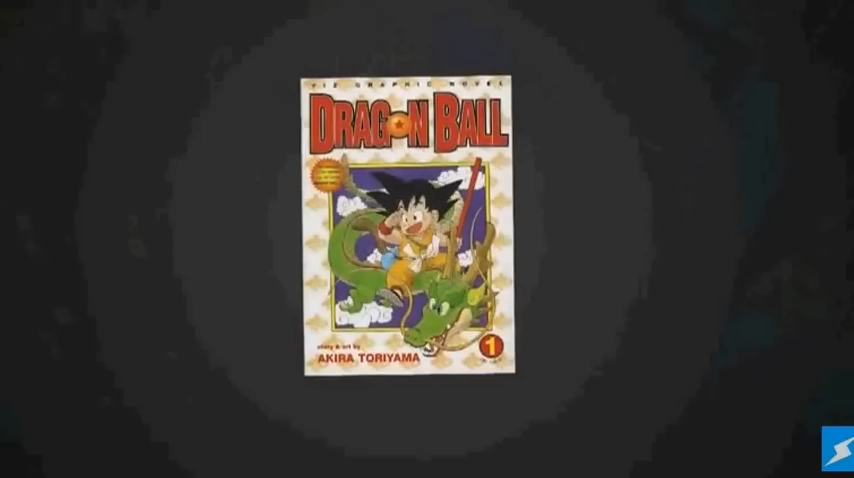 VIZ GRAPHIC NOVEL
DRAGON BALL
story & art by
AKIRA TORIYAMA
1